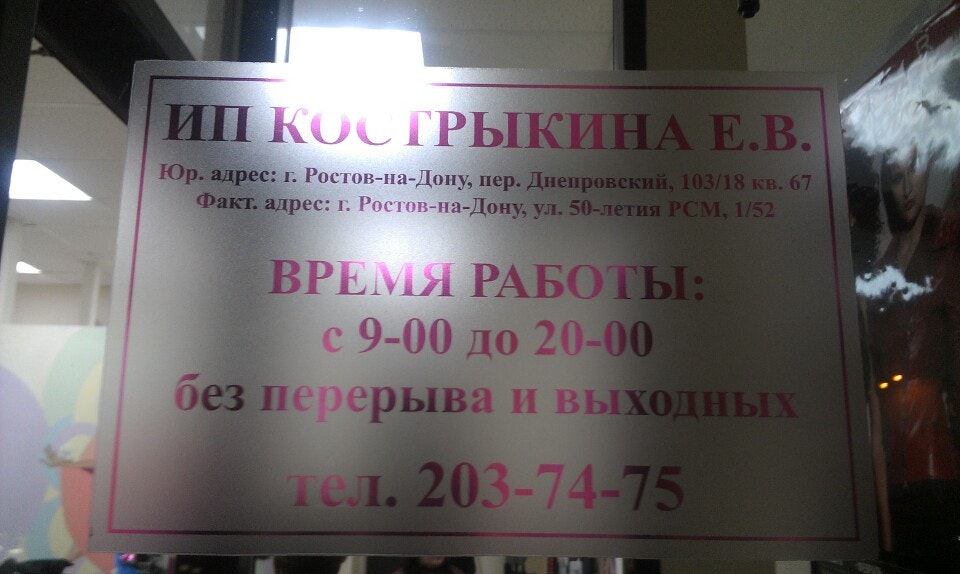 ИП КОСТРЫКИНА Е.В.
Юр. адрес: г. Ростов-на-Дону, пер. Днепровский, 103/18 кв. 67
Факт. адрес: г. Ростов-на-Дону, ул. 50-летия РСМ, 1/52
ВРЕМЯ РАБОТЫ:
с 9-00 до 20-00
без перерыва и выходных
тел. 203-74-75